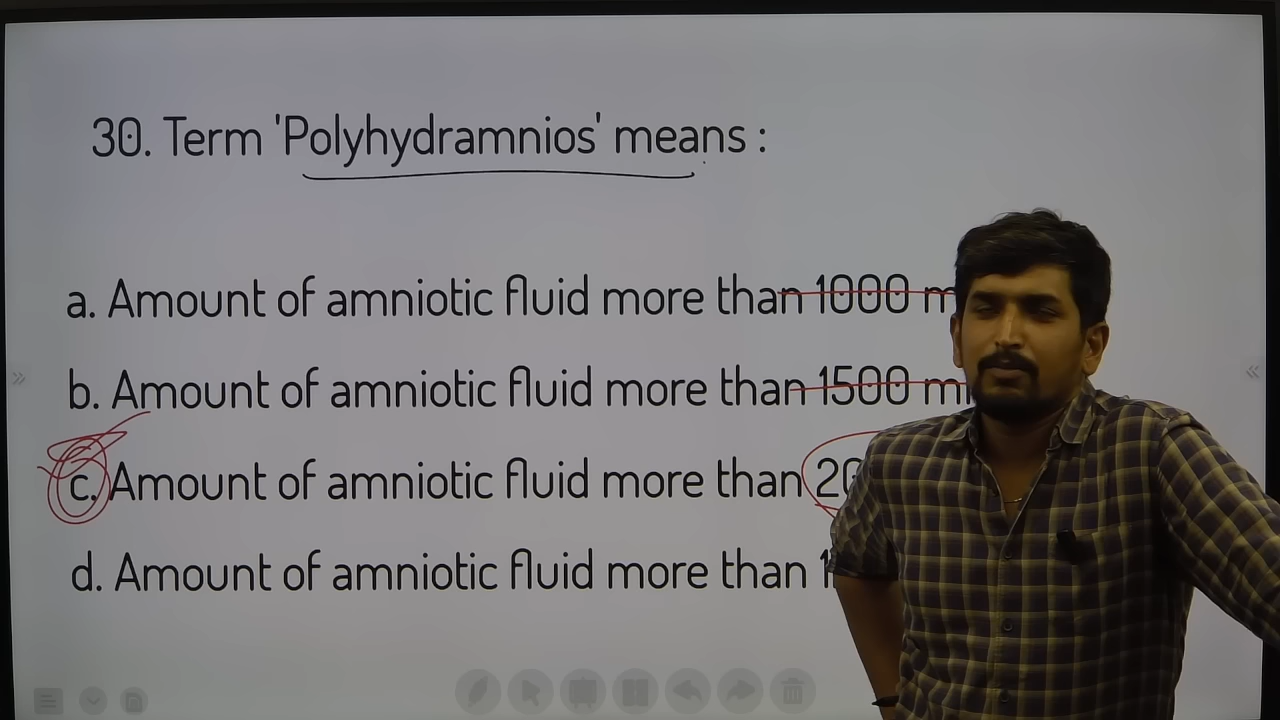 30. Term 'Polyhydramnios' means :
a. Amount of amniotic fluid more than 1000
b. Amount of amniotic fluid more than 1500
c. Amount of amniotic fluid more than
d. Amount of amniotic fluid more than